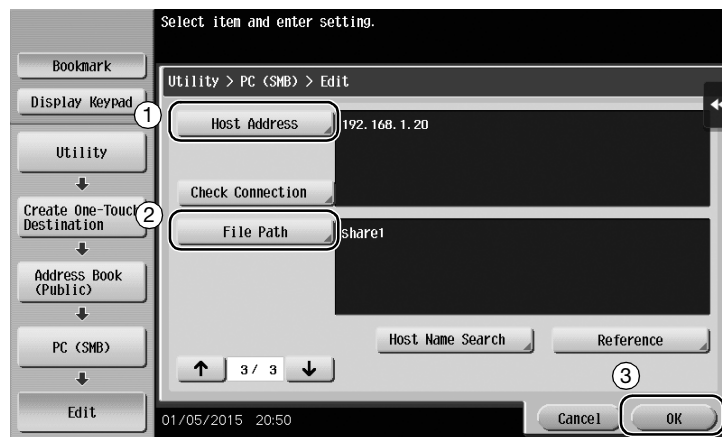 Select item and enter setting.
Bookmark
Display Keypad
Utility
Create One-Touch
Destination
Address Book
(Public)
PC (SMB)
Edit
Utility > PC (SMB) > Edit
1
Host Address
192.168.1.20
Check Connection
2
File Path
share1
Host Name Search
Reference
3/ 3
3
01/05/2015 20:50
Cancel
OK